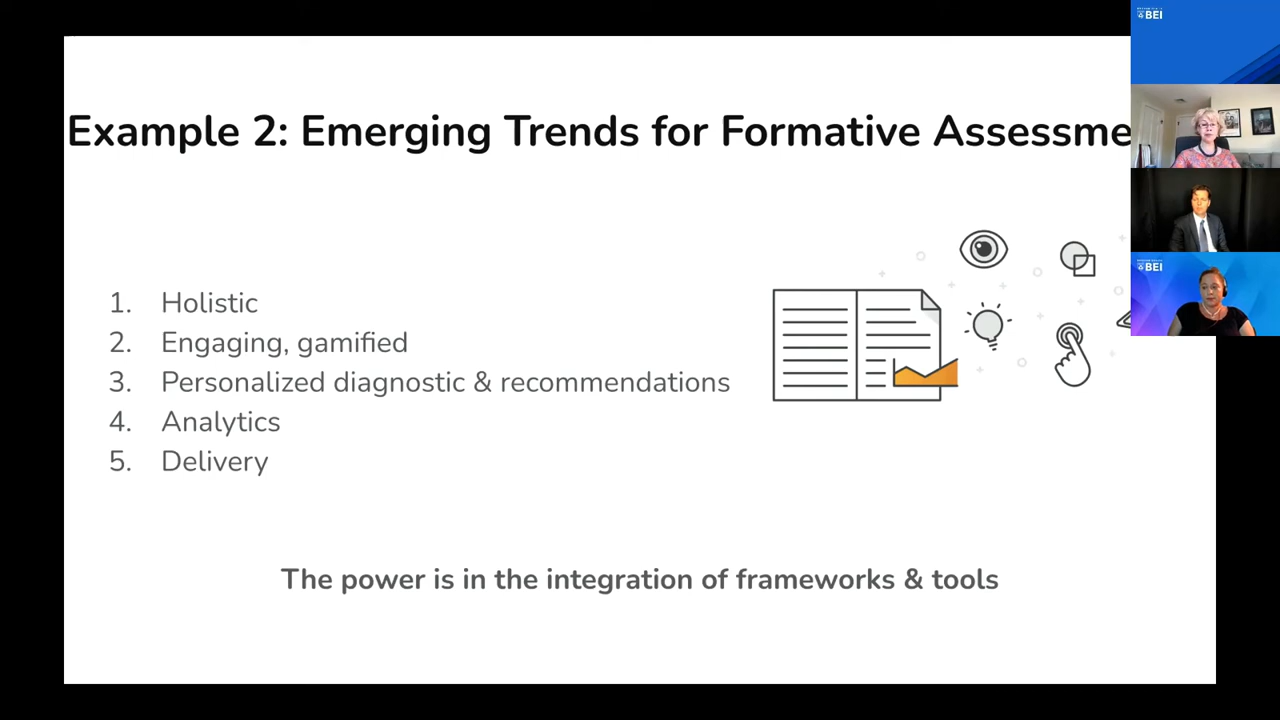 Example 2: Emerging Trends for Formative Assessme
1. Holistic
2. Engaging, gamified
3. Personalized diagnostic & recommendations
4. Analytics
5. Delivery
The power is in the integration of frameworks & tools
BEI
BEI